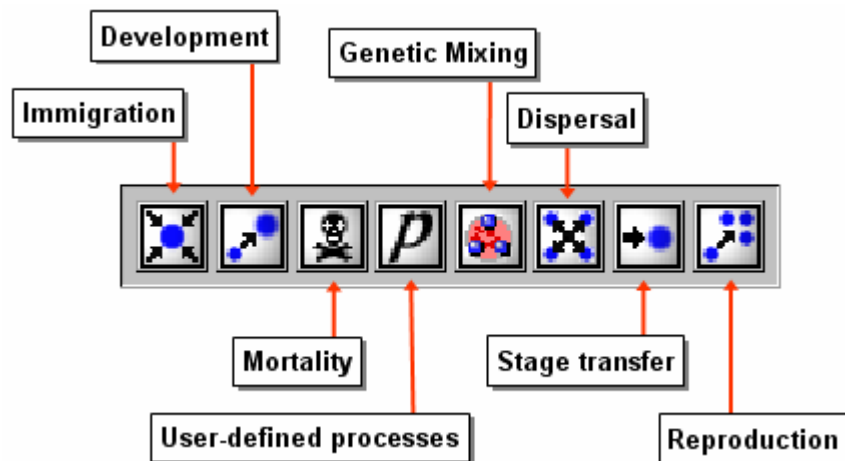 Development
Genetic Mixing
Immigration
Dispersal
p
Mortality
Stage transfer
User-defined processes
Reproduction